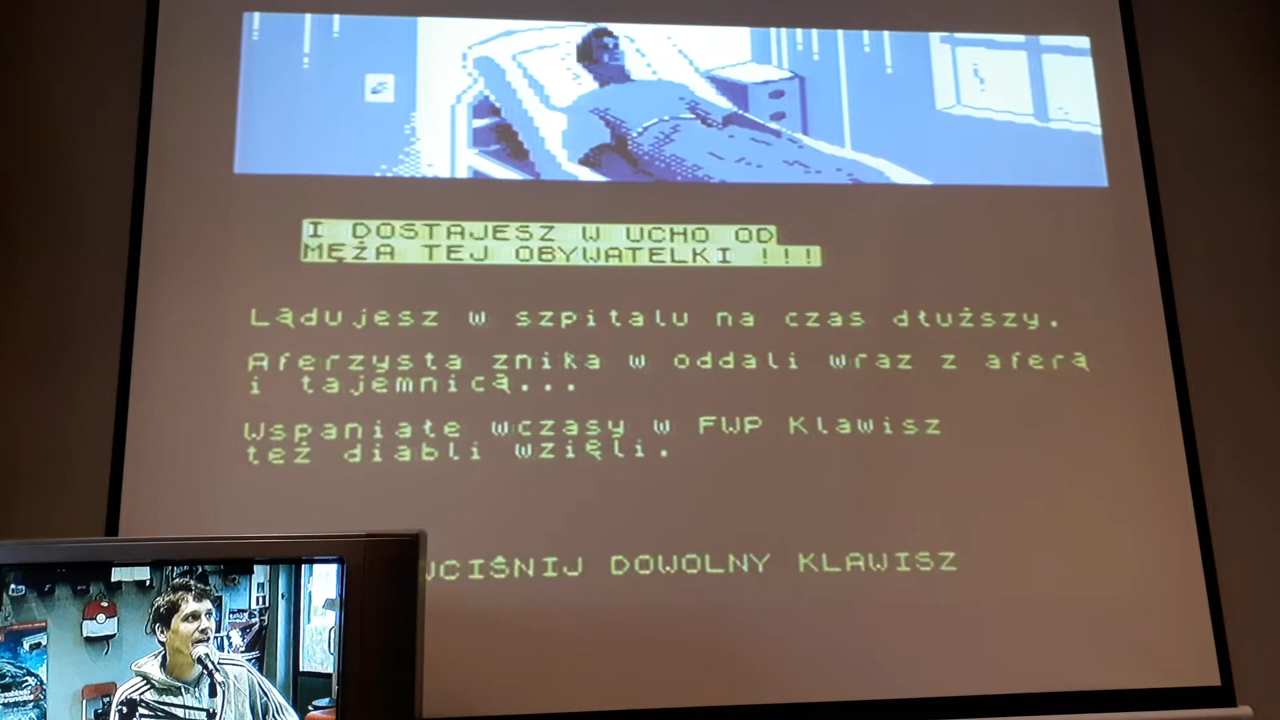 I DOSTAJESZ W UCHO OD
MĘŻA TEJ OBYWATELKI !!!
Lądujesz w szpitalu na czas dłuższy.
Aferzysta znika w oddali wraz z aferą
i tajemnicą...
Wspaniałe wczasy w FWP Klawisz
też diabli wzięli.
WCIŚNIJ DOWOLNY KLAWISZ